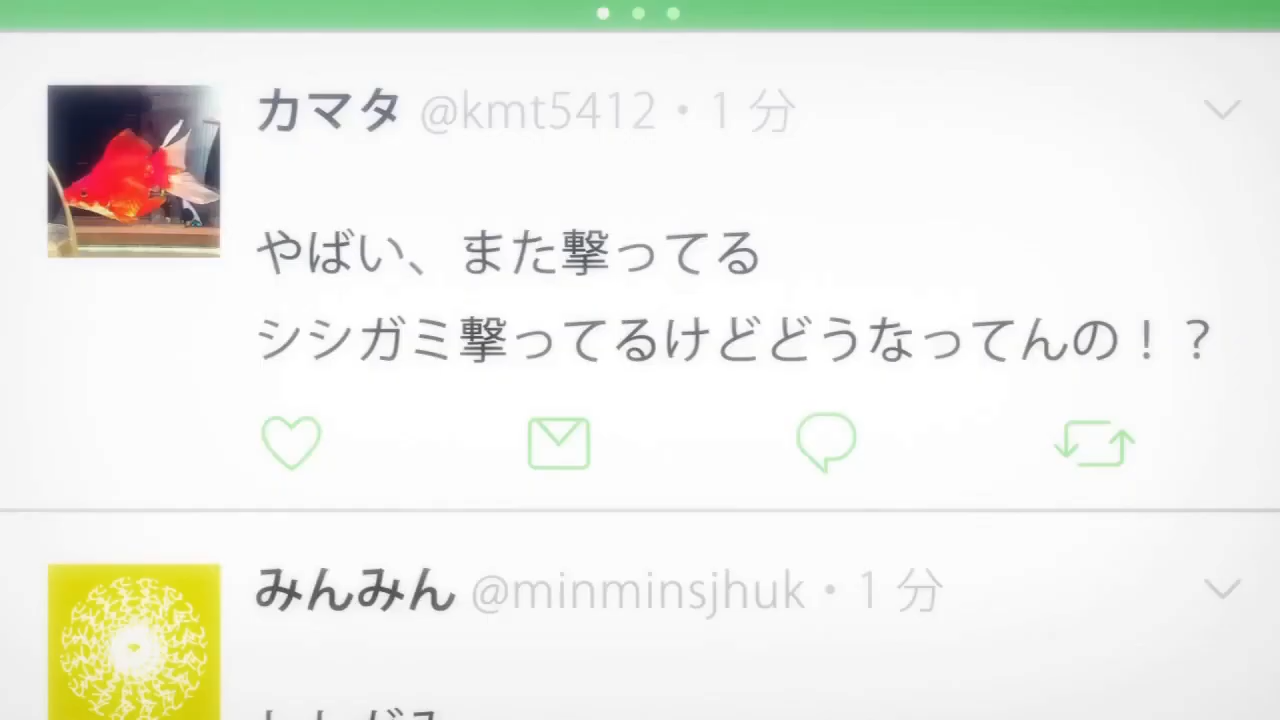 カマタ @kmt5412・1 分
やばい、また撃ってる
シシガミ撃ってるけどどうなってんの！？
みんみん @minminsjhuk・1 分